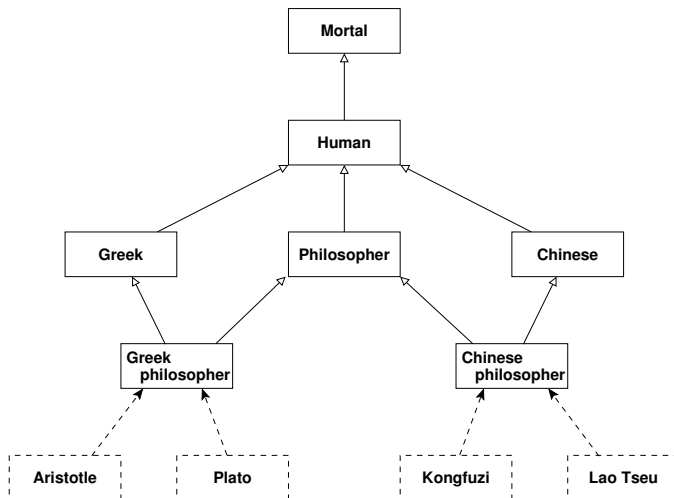 Mortal
Human
Greek
Philosopher
Chinese
Greek
philosopher
Chinese
philosopher
Aristotle
Plato
Kongfuzi
Lao Tseu